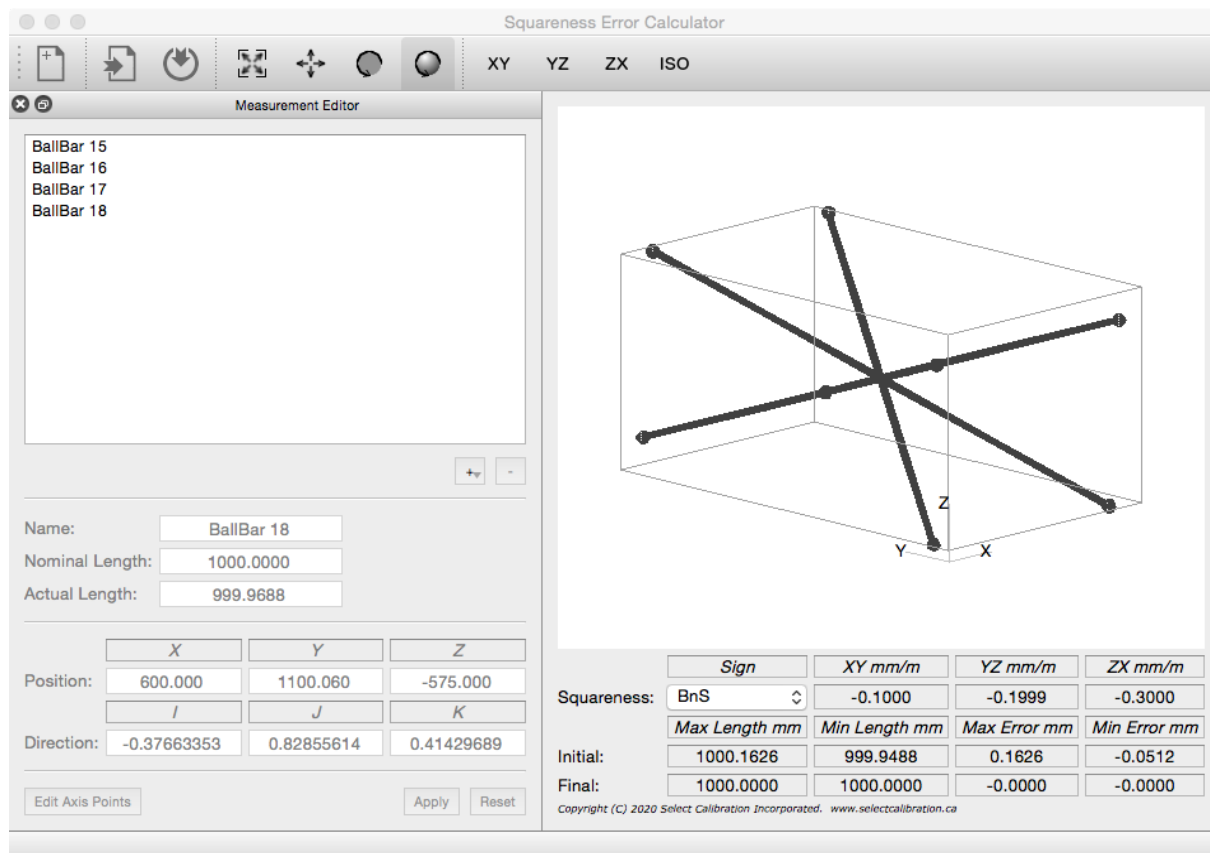 Squareness Error Calculator
XY YZ ZX ISO
Measurement Editor
BallBar 15
BallBar 16
BallBar 17
BallBar 18
+ -
Name: BallBar 18
Nominal Length: 1000.0000
Actual Length: 999.9688
X Y Z
Position: 600.000 1100.060 -575.000
I J K
Direction: -0.37663353 0.82855614 0.41429689
Edit Axis Points Apply Reset
Z
Y X
Sign XY mm/m YZ mm/m ZX mm/m
Squareness: BnS -0.1000 -0.1999 -0.3000
Max Length mm Min Length mm Max Error mm Min Error mm
Initial: 1000.1626 999.9488 0.1626 -0.0512
Final: 1000.0000 1000.0000 -0.0000 -0.0000
Copyright (C) 2020 Select Calibration Incorporated. www.selectcalibration.ca